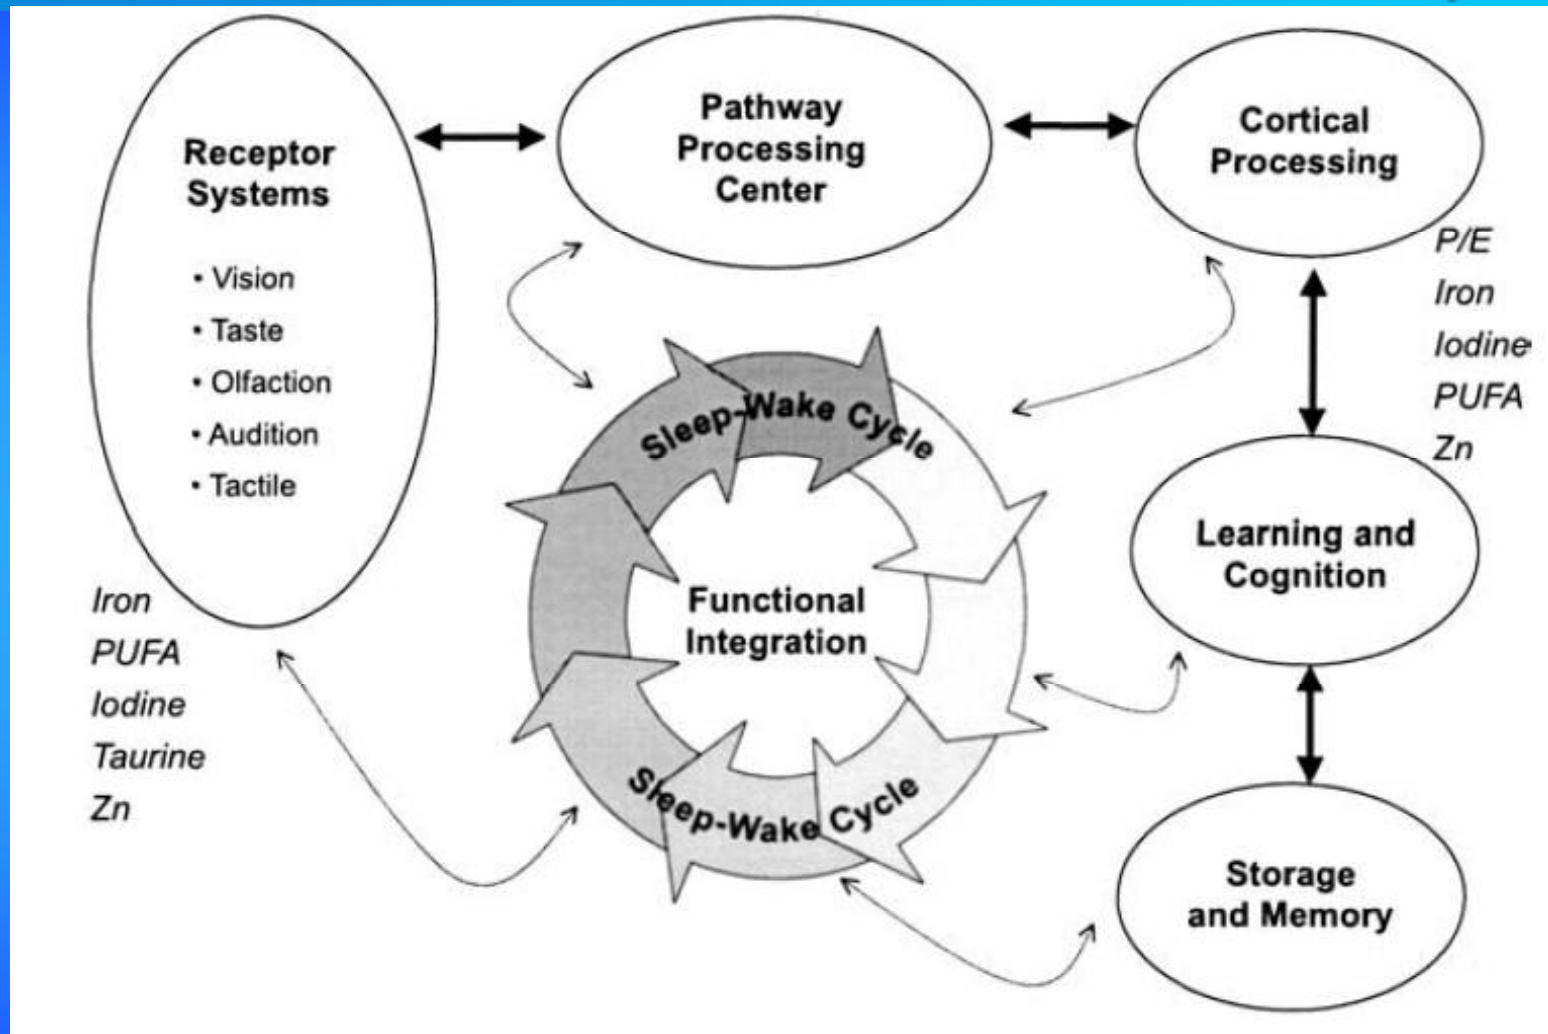 Receptor
Systems
• Vision
• Taste
• Olfaction
• Audition
• Tactile
Iron
PUFA
Iodine
Taurine
Zn
Pathway
Processing
Center
Cortical
Processing
P/E
Iron
Iodine
PUFA
Zn
Learning and
Cognition
Storage
and Memory
Sleep-Wake Cycle
Functional
Integration
Sleep-Wake Cycle